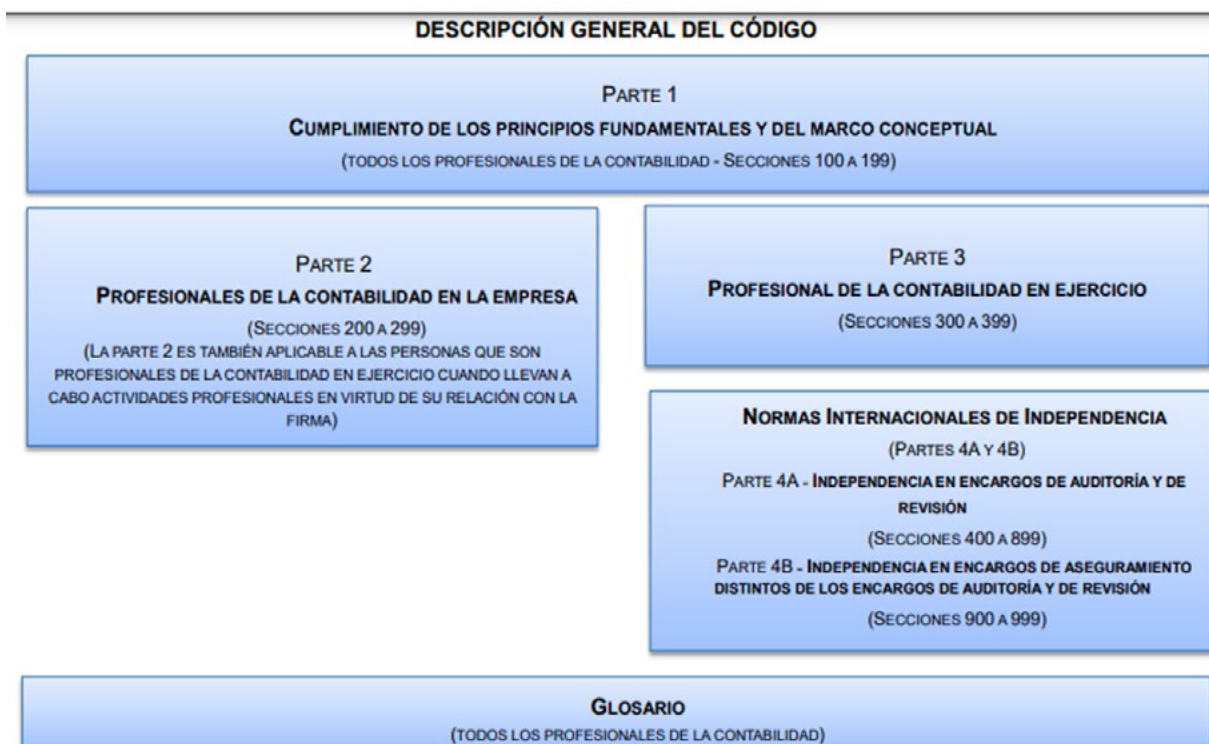 DESCRIPCIÓN GENERAL DEL CÓDIGO
PARTE 1
CUMPLIMIENTO DE LOS PRINCIPIOS FUNDAMENTALES Y DEL MARCO CONCEPTUAL
(TODOS LOS PROFESIONALES DE LA CONTABILIDAD - SECCIONES 100 A 199)
PARTE 2
PROFESIONALES DE LA CONTABILIDAD EN LA EMPRESA
(SECCIONES 200 A 299)
(LA PARTE 2 ES TAMBIÉN APLICABLE A LAS PERSONAS QUE SON
PROFESIONALES DE LA CONTABILIDAD EN EJERCICIO CUANDO LLEVAN A
CABO ACTIVIDADES PROFESIONALES EN VIRTUD DE SU RELACIÓN CON LA
FIRMA)
PARTE 3
PROFESIONAL DE LA CONTABILIDAD EN EJERCICIO
(SECCIONES 300 A 399)
NORMAS INTERNACIONALES DE INDEPENDENCIA
(PARTES 4A Y 4B)
PARTE 4A - INDEPENDENCIA EN ENCARGOS DE AUDITORÍA Y DE
REVISIÓN
(SECCIONES 400 A 899)
PARTE 4B - INDEPENDENCIA EN ENCARGOS DE ASEGURAMIENTO
DISTINTOS DE LOS ENCARGOS DE AUDITORÍA Y DE REVISIÓN
(SECCIONES 900 A 999)
GLOSARIO
(TODOS LOS PROFESIONALES DE LA CONTABILIDAD)